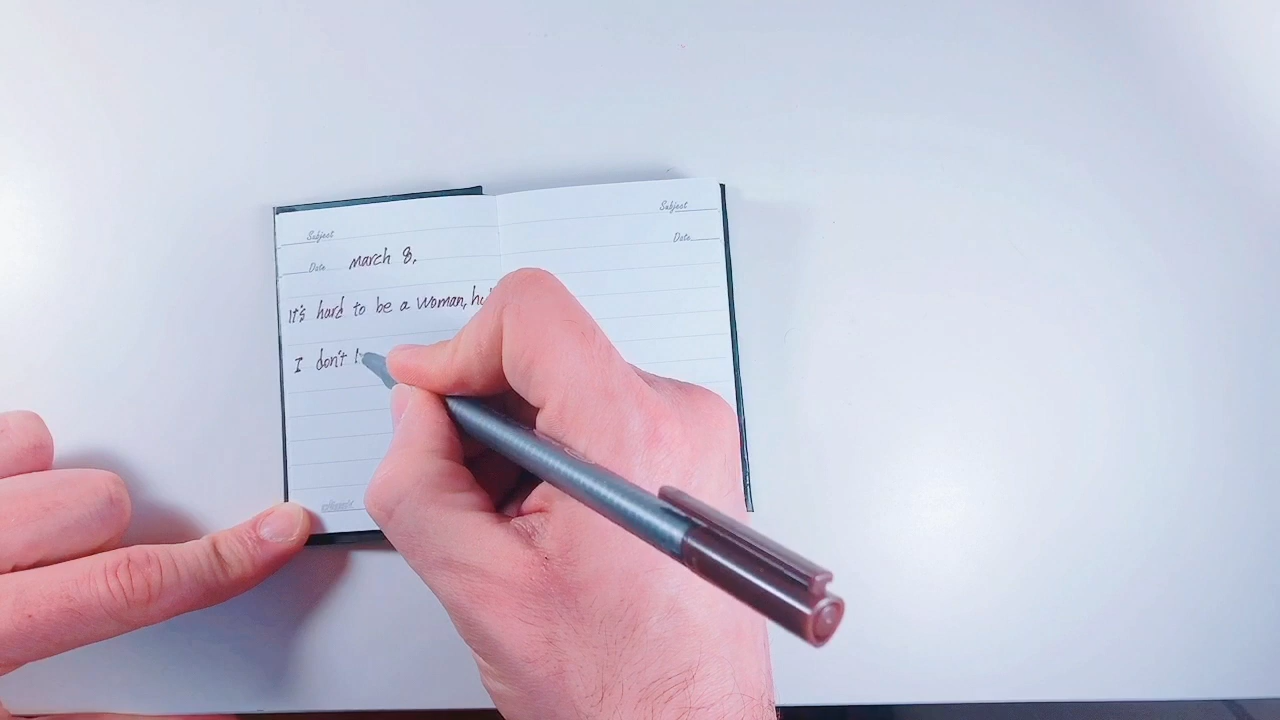 Subject
Date march 8.
It's hard to be a woman,
I don't
Subject
Date